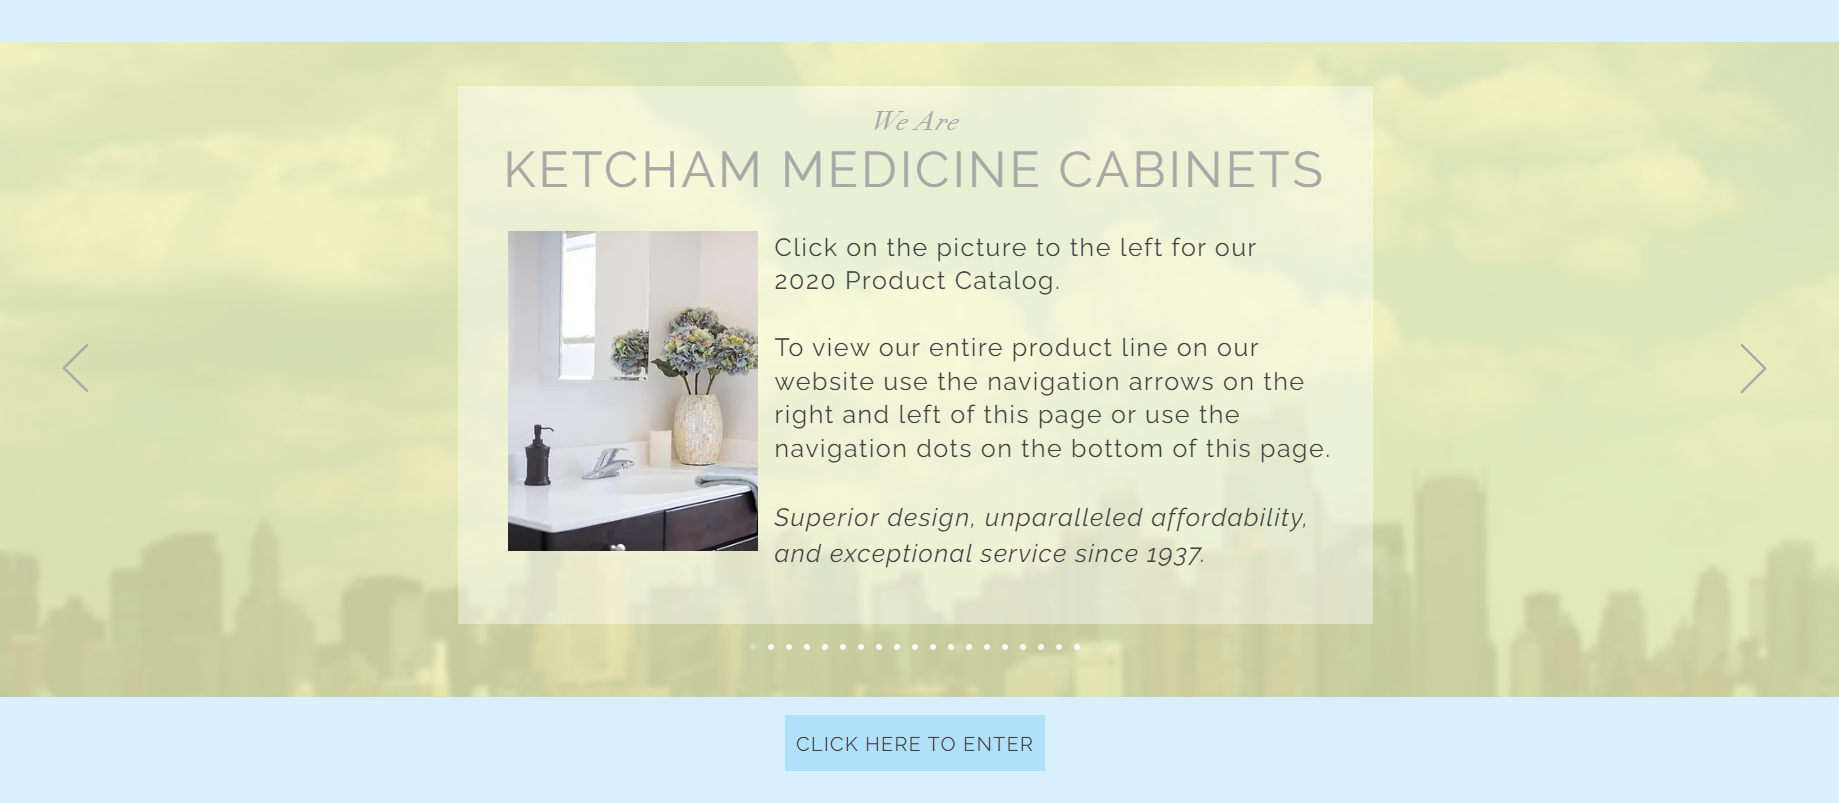 We Are
KETCHAM MEDICINE CABINETS
Click on the picture to the left for our
2020 Product Catalog.
To view our entire product line on our
website use the navigation arrows on the
right and left of this page or use the
navigation dots on the bottom of this page.
Superior design, unparalleled affordability,
and exceptional service since 1937.
CLICK HERE TO ENTER